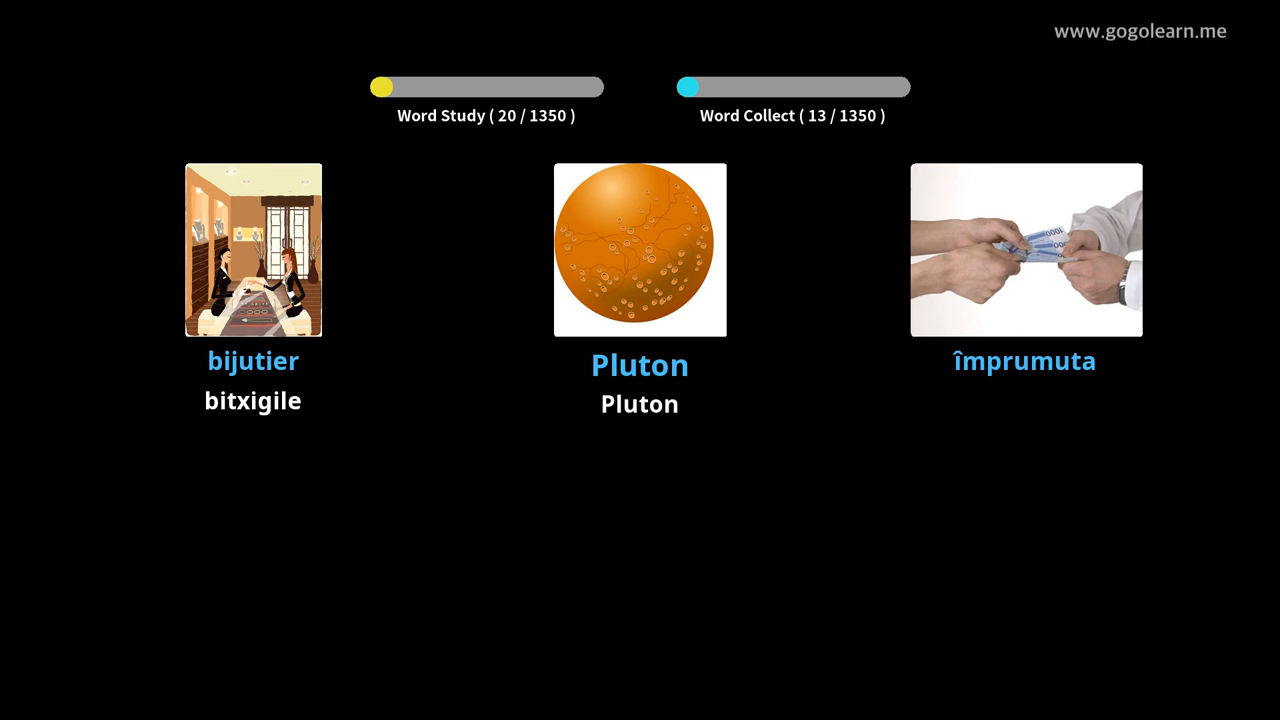 www.gogolearn.me
Word Study ( 20 / 1350 )
Word Collect ( 13 / 1350 )
bijutier
bitxigile
Pluton
Pluton
împrumuta